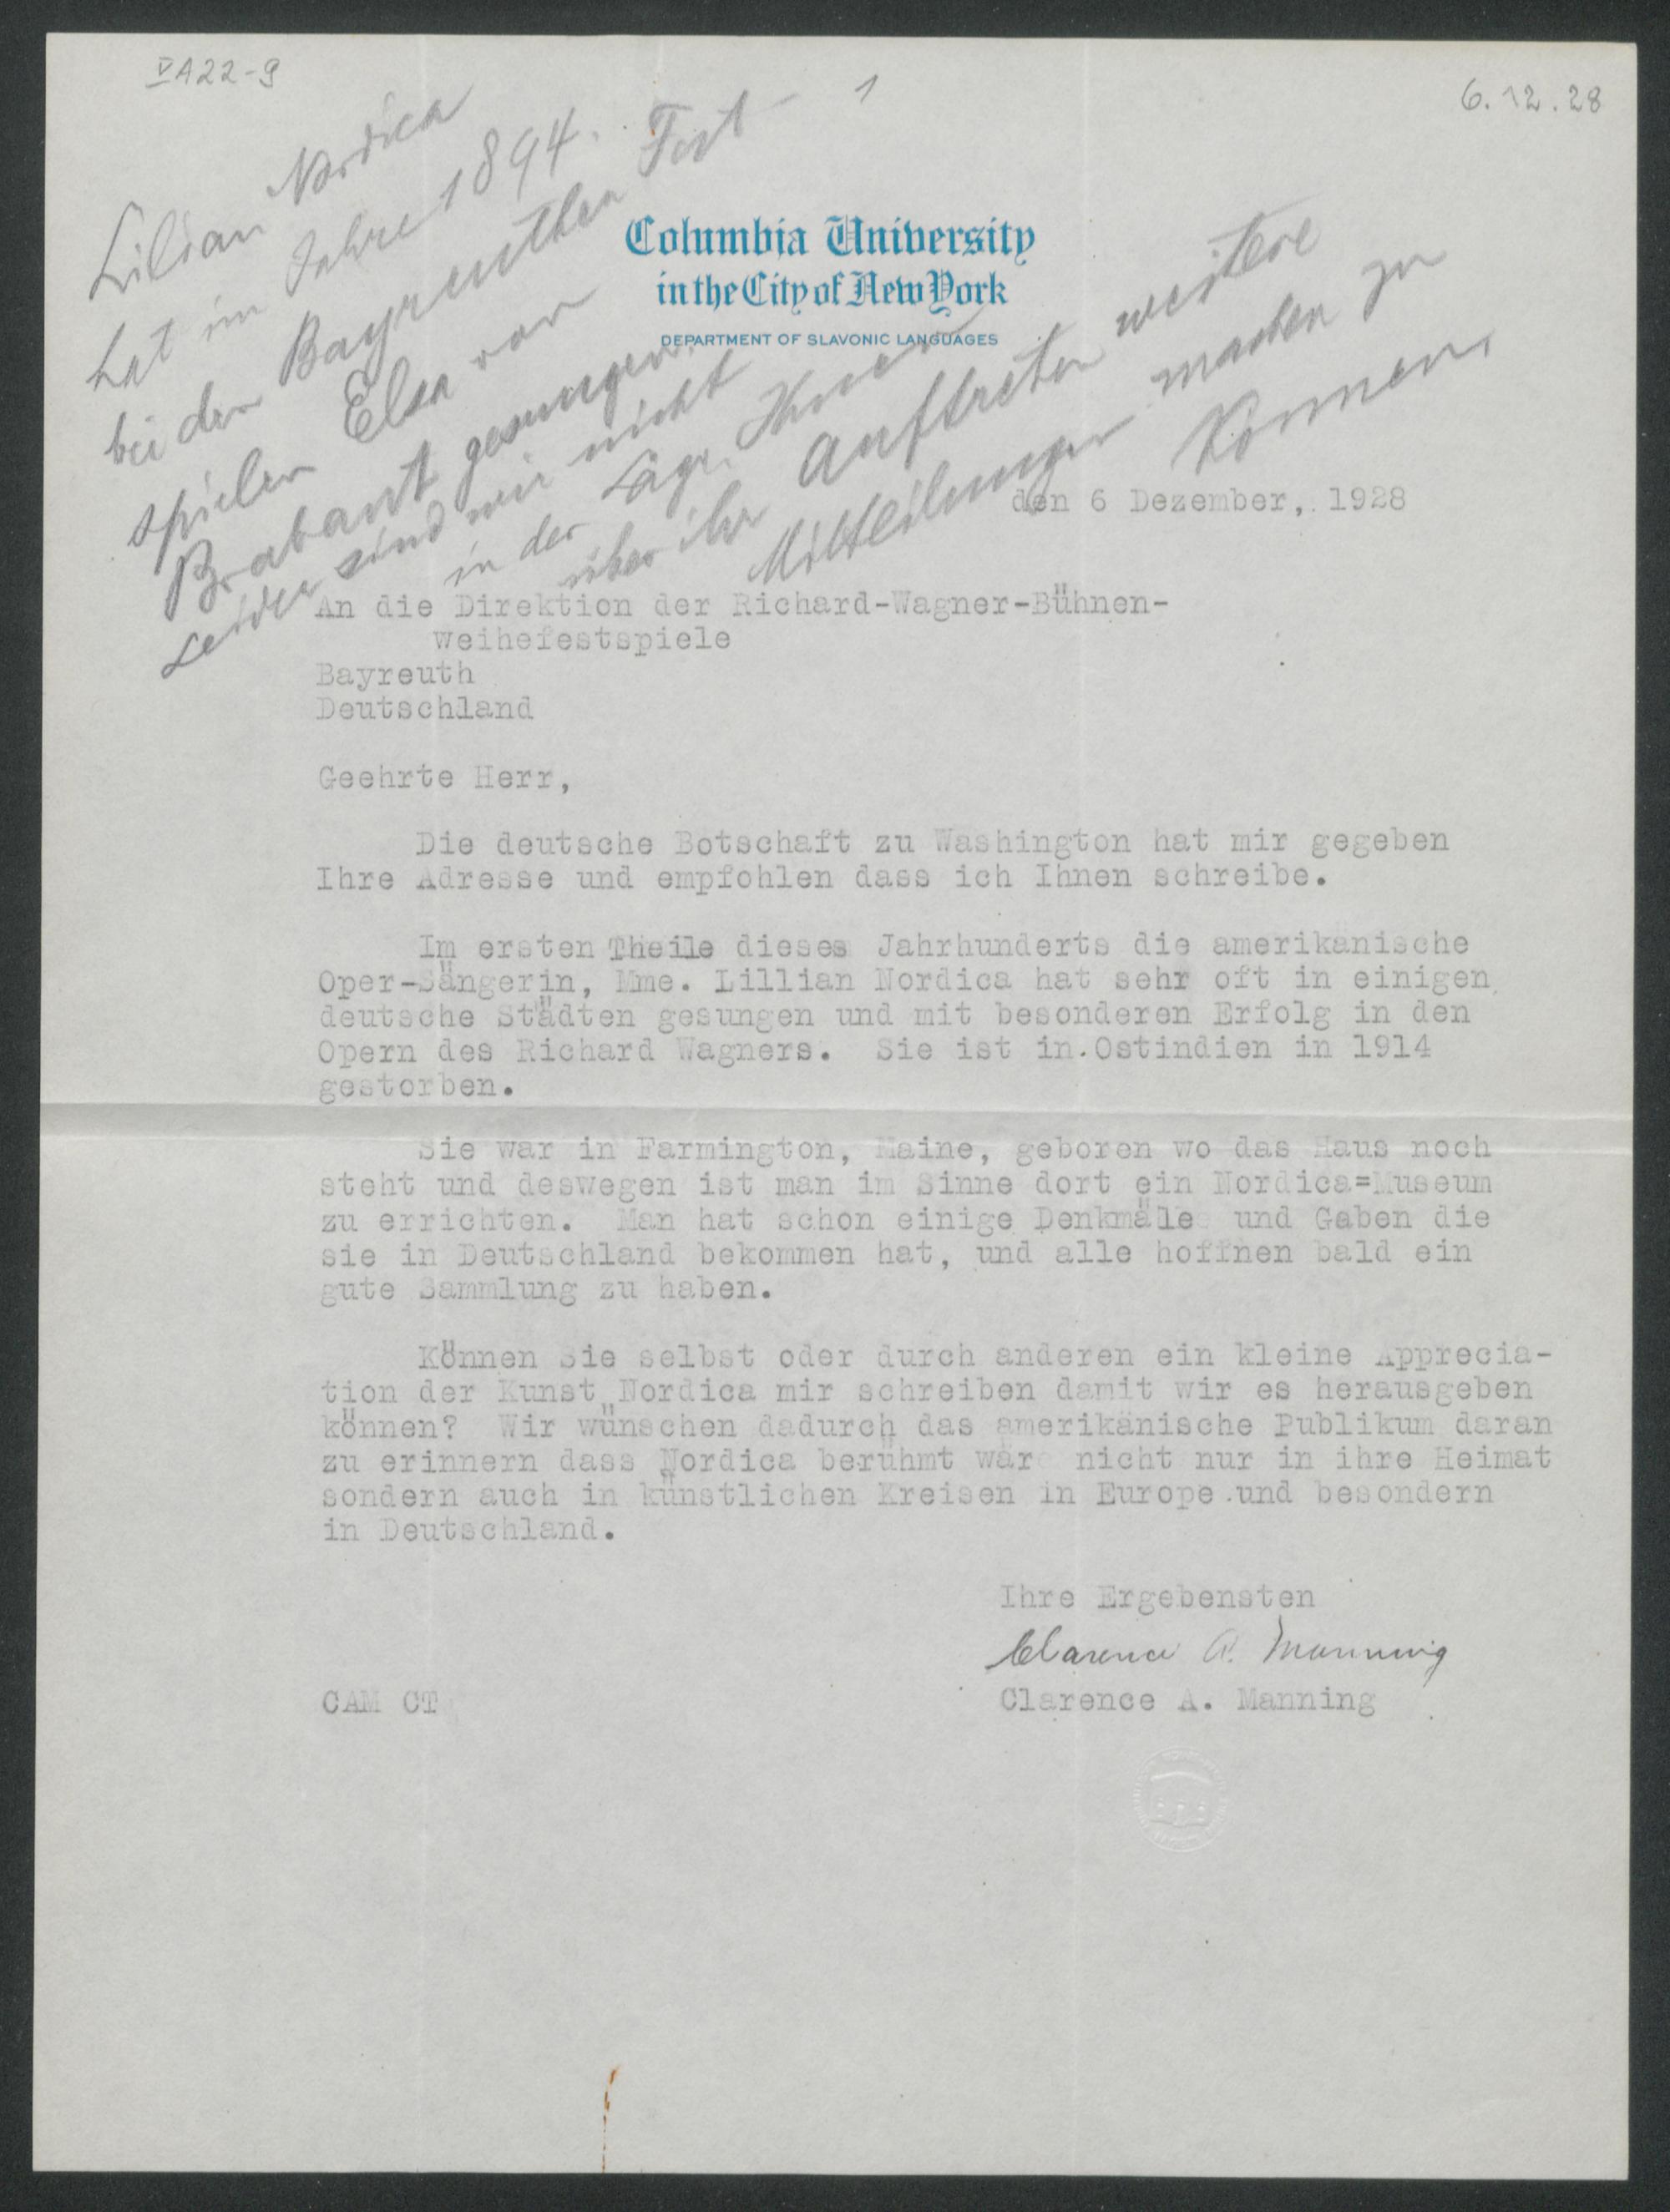 V A22-9
1
6.12.28
Lilian Nordica
hat im Jahre 1894.
bei den Bayreuther Fest
spielen Elsa von
Brabant gesungen.
Leider sind wir nicht
in der Lage, Ihnen
über ihr Auftreten weitere
Mitteilungen machen zu
können.
Columbia University
in the City of New York
DEPARTMENT OF SLAVONIC LANGUAGES
den 6 Dezember, 1928
An die Direktion der Richard-Wagner-Bühnen-
weihefestspiele
Bayreuth
Deutschland
Geehrte Herr,
Die deutsche Botschaft zu Washington hat mir gegeben
Ihre Adresse und empfohlen dass ich Ihnen schreibe.
Im ersten Theile dieses Jahrhunderts die amerikänische
Oper-Sängerin, Mme. Lillian Nordica hat sehr oft in einigen
deutsche Städten gesungen und mit besonderen Erfolg in den
Opern des Richard Wagners. Sie ist in Ostindien in 1914
gestorben.
Sie war in Farmington, Maine, geboren wo das Haus noch
steht und deswegen ist man im Sinne dort ein Nordica=Museum
zu errichten. Man hat schon einige Denkmäle und Gaben die
sie in Deutschland bekommen hat, und alle hoffnen bald ein
gute Sammlung zu haben.
Können Sie selbst oder durch anderen ein kleine Apprecia-
tion der Kunst Nordica mir schreiben damit wir es herausgeben
können? Wir wünschen dadurch das amerikänische Publikum daran
zu erinnern dass Nordica berühmt wär nicht nur in ihre Heimat
sondern auch in künstlichen Kreisen in Europe und besondern
in Deutschland.
Ihre Ergebensten
Clarence A. Manning
CAM CT
Clarence A. Manning